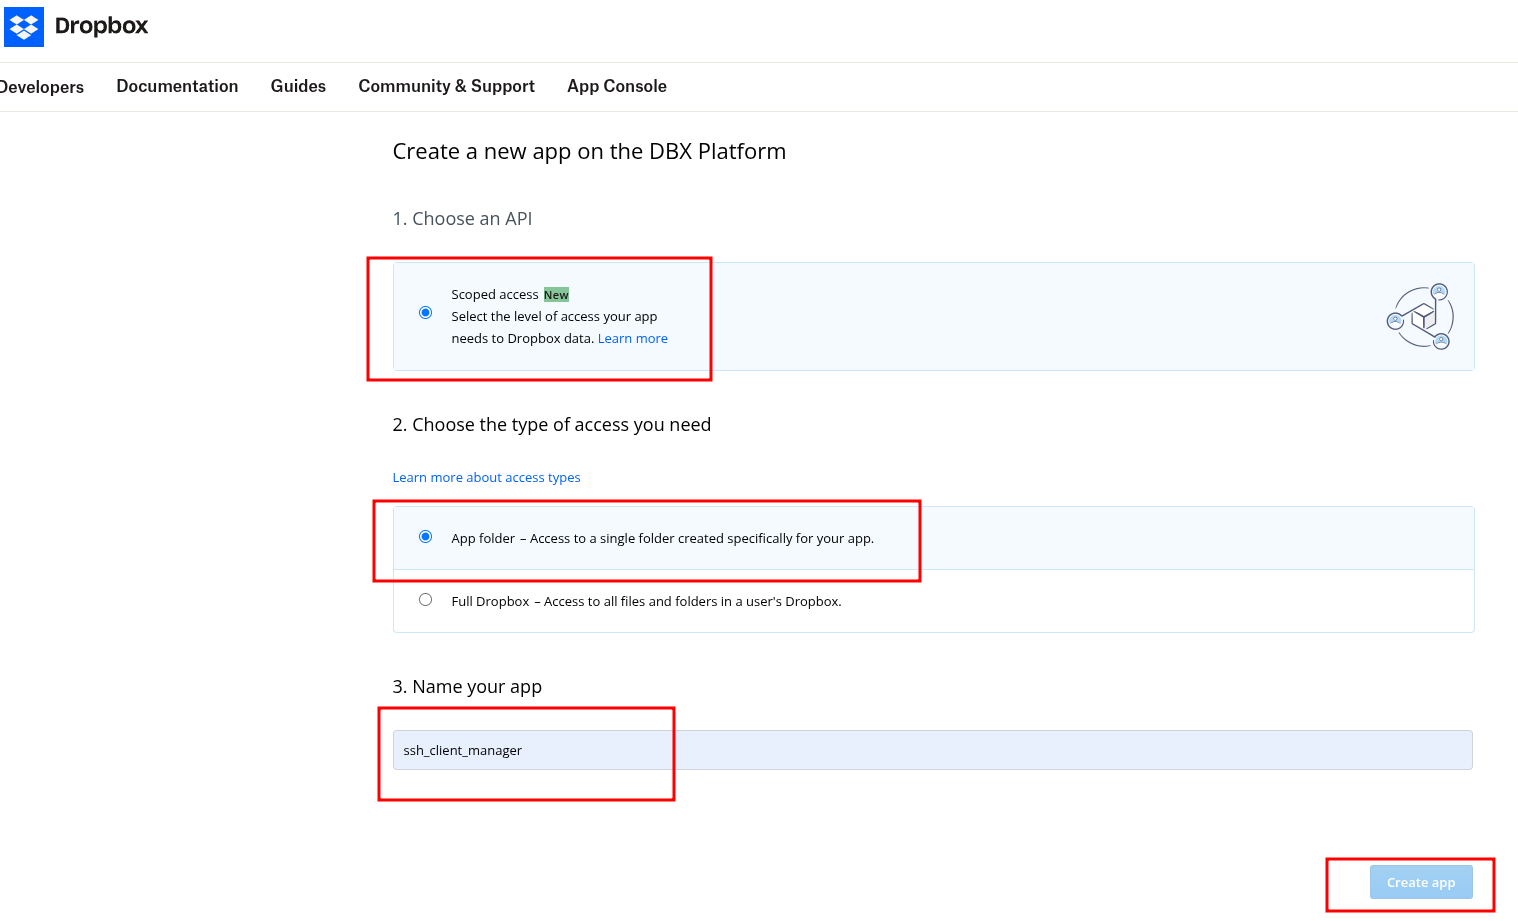 Dropbox
Developers Documentation Guides Community & Support App Console
Create a new app on the DBX Platform
1. Choose an API
Scoped access New
Select the level of access your app
needs to Dropbox data. Learn more
2. Choose the type of access you need
Learn more about access types
App folder – Access to a single folder created specifically for your app.
Full Dropbox – Access to all files and folders in a user's Dropbox.
3. Name your app
ssh_client_manager
Create app